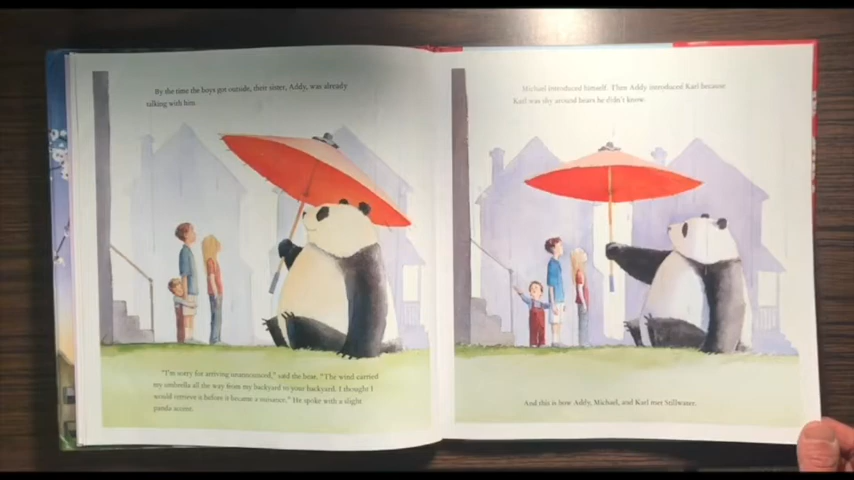 By the time the boys got outside, their sister, Addy, was already
talking with him.
"I'm sorry for arriving unannounced," said the bear. "The wind carried
my umbrella all the way from my backyard to your backyard. I thought I
would retrieve it before it became a nuisance." He spoke with a slight
panda accent.
Michael introduced himself. Then Addy introduced Karl because
Karl was shy around bears he didn't know.
And this is how Addy, Michael, and Karl met Stillwater.